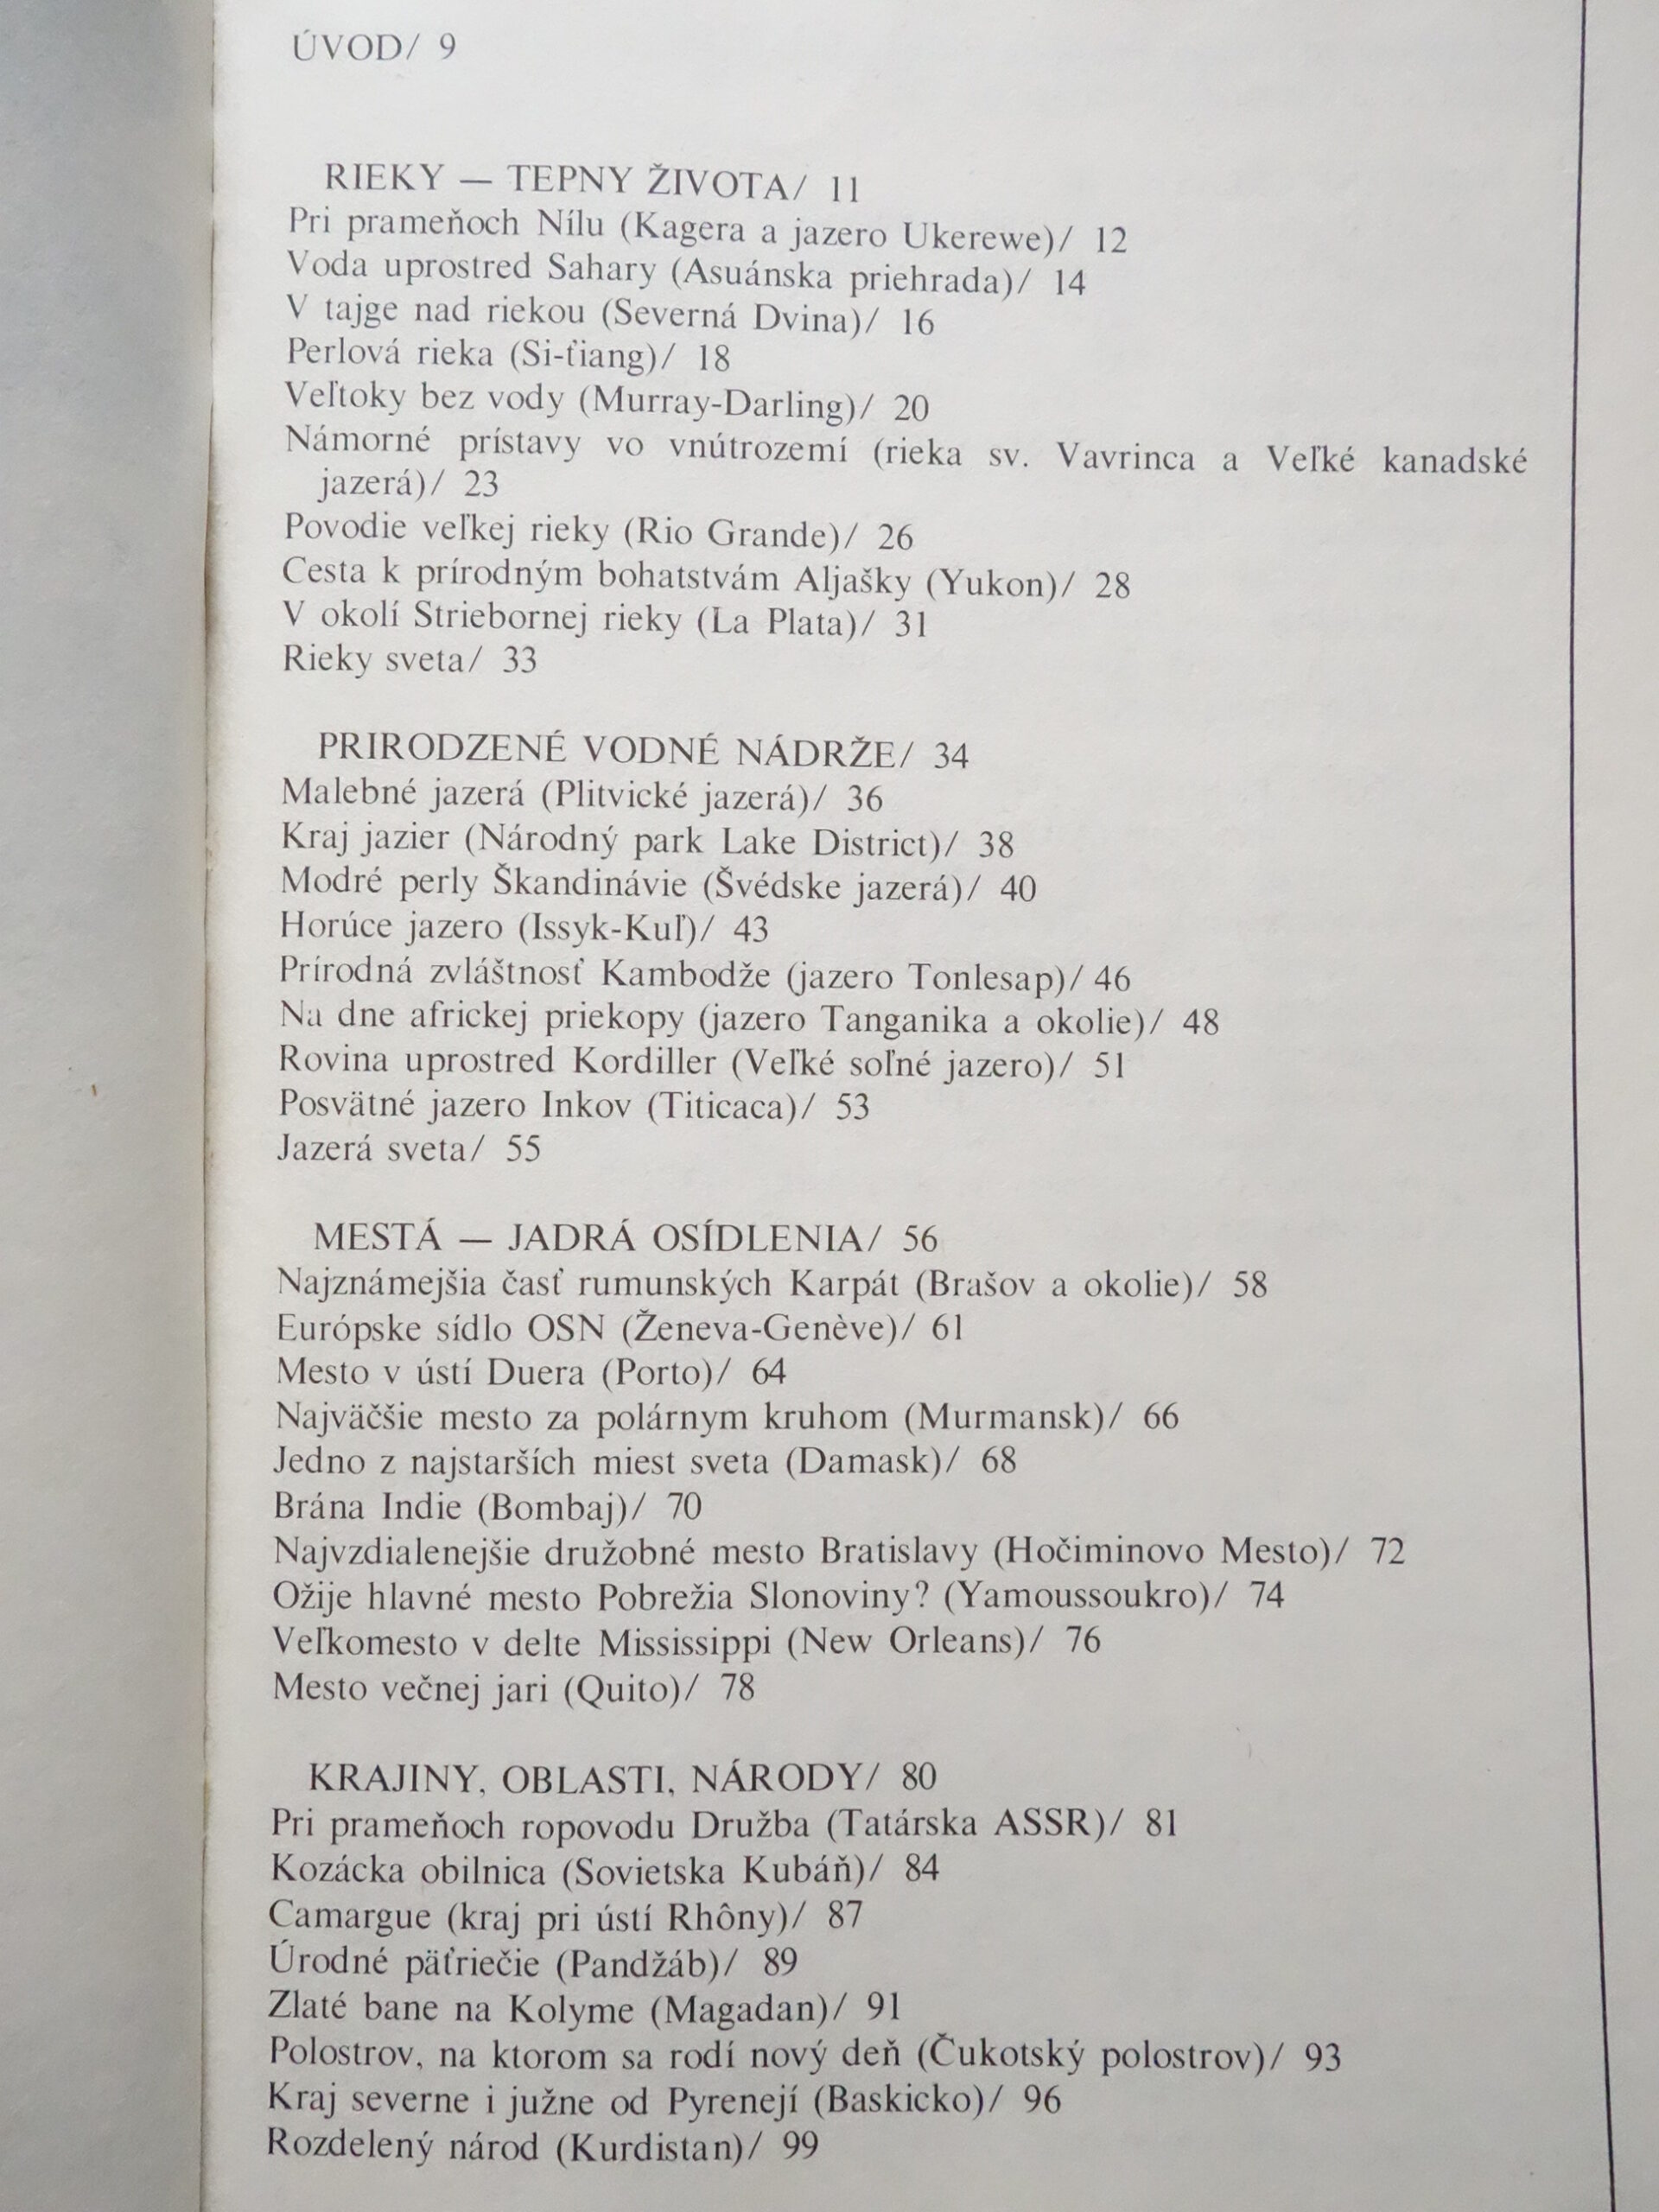 ÚVOD/ 9
RIEKY — TEPNY ŽIVOTA/ 11
Pri prameňoch Nílu (Kagera a jazero Ukerewe)/ 12
Voda uprostred Sahary (Asuánska priehrada)/ 14
V tajge nad riekou (Severná Dvina)/ 16
Perlová rieka (Si-ťiang)/ 18
Veľtoky bez vody (Murray-Darling)/ 20
Námorné prístavy vo vnútrozemí (rieka sv. Vavrinca a Veľké kanadské
jazerá)/ 23
Povodie veľkej rieky (Rio Grande)/ 26
Cesta k prírodným bohatstvám Aljašky (Yukon)/ 28
V okolí Striebornej rieky (La Plata)/ 31
Rieky sveta/ 33
PRIRODZENÉ VODNÉ NÁDRŽE/ 34
Malebné jazerá (Plitvické jazerá)/ 36
Kraj jazier (Národný park Lake District)/ 38
Modré perly Škandinávie (Švédske jazerá)/ 40
Horúce jazero (Issyk-Kuľ)/ 43
Prírodná zvláštnosť Kambodže (jazero Tonlesap)/ 46
Na dne africkej priekopy (jazero Tanganika a okolie)/ 48
Rovina uprostred Kordiller (Veľké soľné jazero)/ 51
Posvätné jazero Inkov (Titicaca)/ 53
Jazerá sveta/ 55
MESTÁ — JADRÁ OSÍDLENIA/ 56
Najznámejšia časť rumunských Karpát (Brašov a okolie)/ 58
Európske sídlo OSN (Ženeva-Genève)/ 61
Mesto v ústí Duera (Porto)/ 64
Najväčšie mesto za polárnym kruhom (Murmansk)/ 66
Jedno z najstarších miest sveta (Damask)/ 68
Brána Indie (Bombaj)/ 70
Najvzdialenejšie družobné mesto Bratislavy (Hočiminovo Mesto)/ 72
Ožije hlavné mesto Pobrežia Slonoviny? (Yamoussoukro)/ 74
Veľkomesto v delte Mississippi (New Orleans)/ 76
Mesto večnej jari (Quito)/ 78
KRAJINY, OBLASTI, NÁRODY/ 80
Pri prameňoch ropovodu Družba (Tatárska ASSR)/ 81
Kozácka obilnica (Sovietska Kubáň)/ 84
Camargue (kraj pri ústí Rhôny)/ 87
Úrodné päťriečie (Pandžáb)/ 89
Zlaté bane na Kolyme (Magadan)/ 91
Polostrov, na ktorom sa rodí nový deň (Čukotský polostrov)/ 93
Kraj severne i južne od Pyrenejí (Baskicko)/ 96
Rozdelený národ (Kurdistan)/ 99